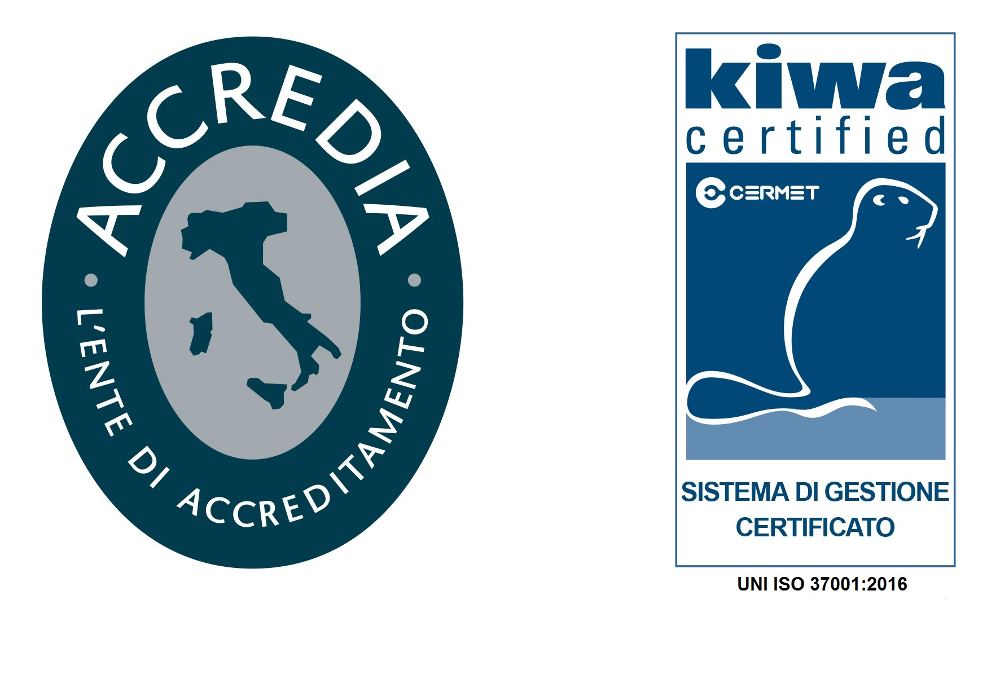 ACCREDIA
L'ENTE DI ACCREDITAMENTO
kiwa
certified
CERMET
SISTEMA DI GESTIONE
CERTIFICATO
UNI ISO 37001:2016